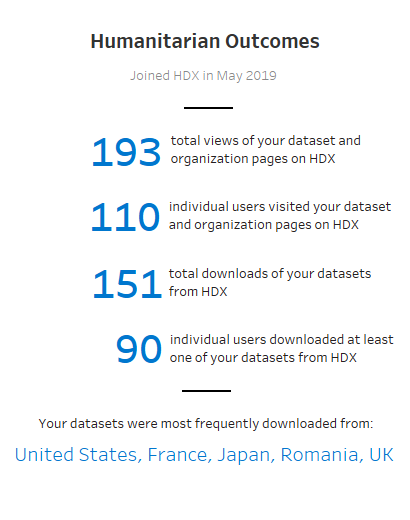 Humanitarian Outcomes
Joined HDX in May 2019
193
total views of your dataset and
organization pages on HDX
110
individual users visited your dataset
and organization pages on HDX
151
total downloads of your datasets
from HDX
90
individual users downloaded at least
one of your datasets from HDX
Your datasets were most frequently downloaded from:
United States, France, Japan, Romania, UK